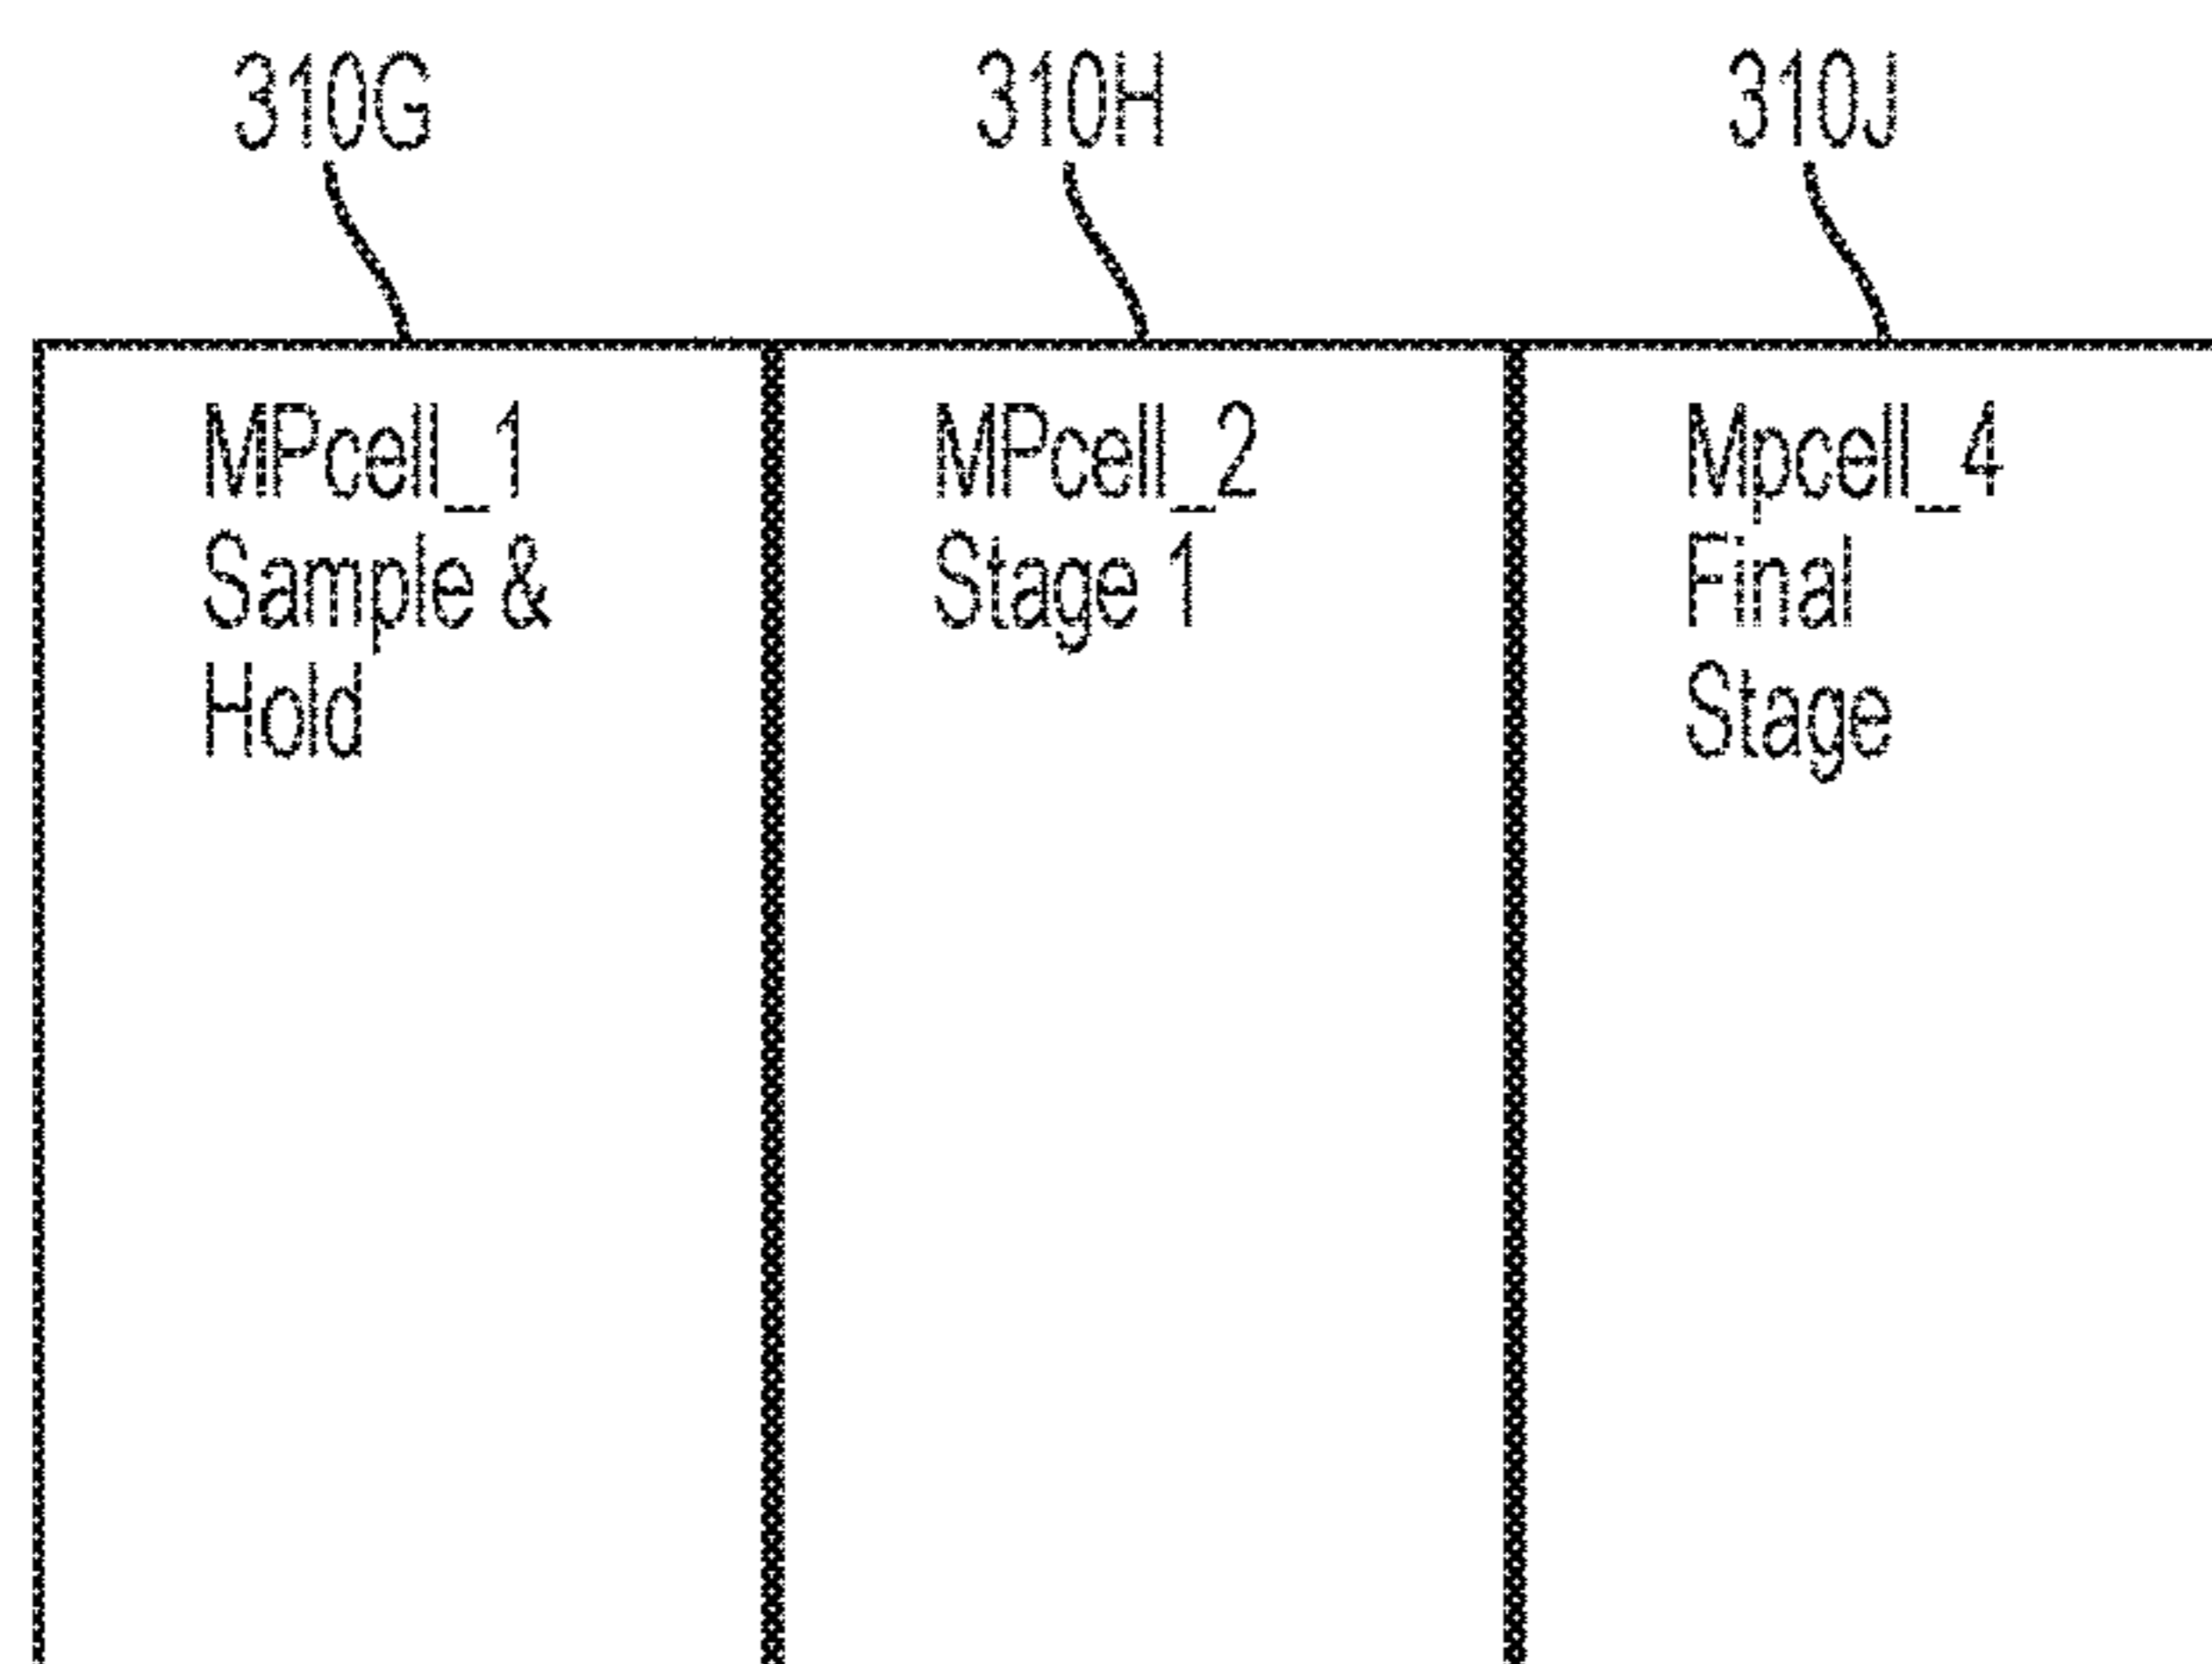 310G
310H
310J
MPcell_1
Sample &
Hold
MPcell_2
Stage 1
Mpcell_4
Final
Stage